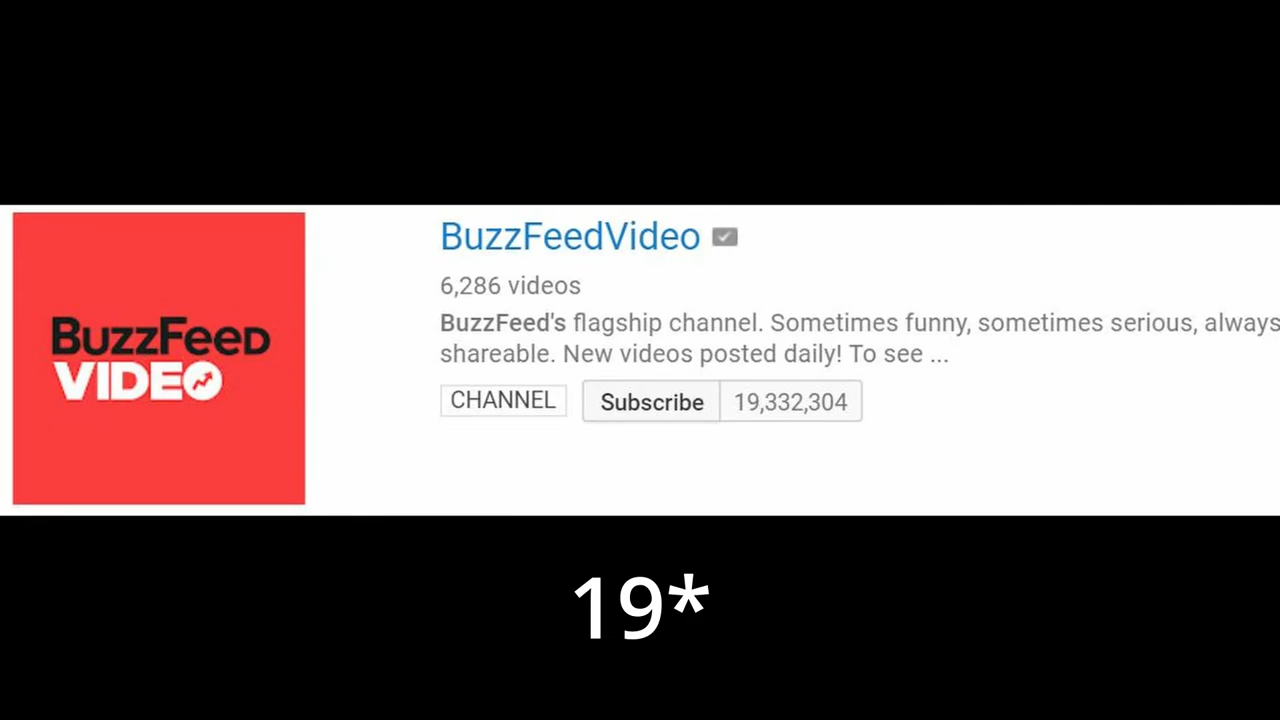 BuzzFeed
VIDEO
BuzzFeedVideo
6,286 videos
BuzzFeed's flagship channel. Sometimes funny, sometimes serious, always
shareable. New videos posted daily! To see ...
CHANNEL Subscribe 19,332,304
19*